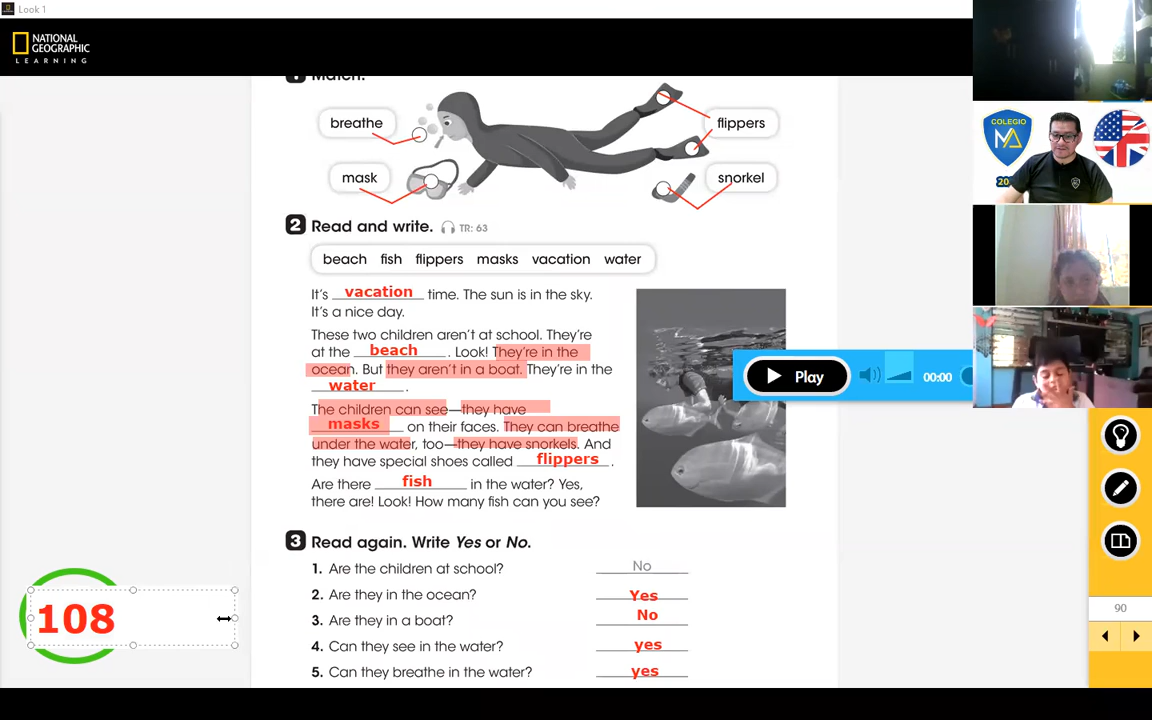 Look 1
NATIONAL
GEOGRAPHIC
LEARNING
Match.
breathe
flippers
mask
snorkel
2 Read and write. TR: 63
beach fish flippers masks vacation water
It's vacation time. The sun is in the sky.
It's a nice day.
These two children aren't at school. They're
at the beach. Look! They're in the
ocean. But they aren't in a boat. They're in the
water.
The children can see—they have
masks on their faces. They can breathe
under the water, too—they have snorkels. And
they have special shoes called flippers.
Are there fish in the water? Yes,
there are! Look! How many fish can you see?
3 Read again. Write Yes or No.
1. Are the children at school? No
2. Are they in the ocean? Yes
3. Are they in a boat? No
4. Can they see in the water? yes
5. Can they breathe in the water? yes
108
Play
00:00
COLEGIO
MA
20
90